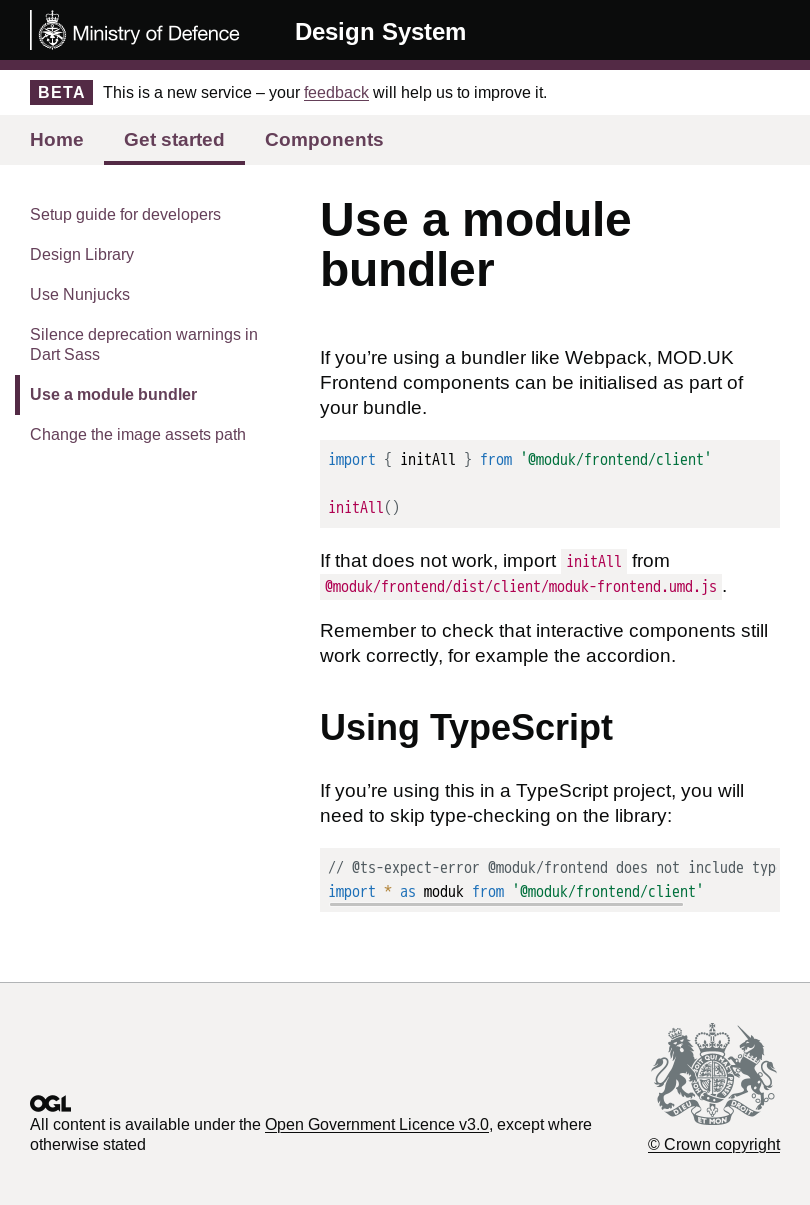 Ministry of Defence
Design System
BETA This is a new service – your feedback will help us to improve it.
Home Get started Components
Setup guide for developers
Design Library
Use Nunjucks
Silence deprecation warnings in
Dart Sass
Use a module bundler
Change the image assets path
Use a module
bundler
If you’re using a bundler like Webpack, MOD.UK
Frontend components can be initialised as part of
your bundle.
import { initAll } from '@moduk/frontend/client'
initAll()
If that does not work, import initAll from
@moduk/frontend/dist/client/moduk-frontend.umd.js.
Remember to check that interactive components still
work correctly, for example the accordion.
Using TypeScript
If you’re using this in a TypeScript project, you will
need to skip type-checking on the library:
// @ts-expect-error @moduk/frontend does not include typ
import * as moduk from '@moduk/frontend/client'
OGL
All content is available under the Open Government Licence v3.0, except where
otherwise stated
DIEU ET MON DROIT
© Crown copyright